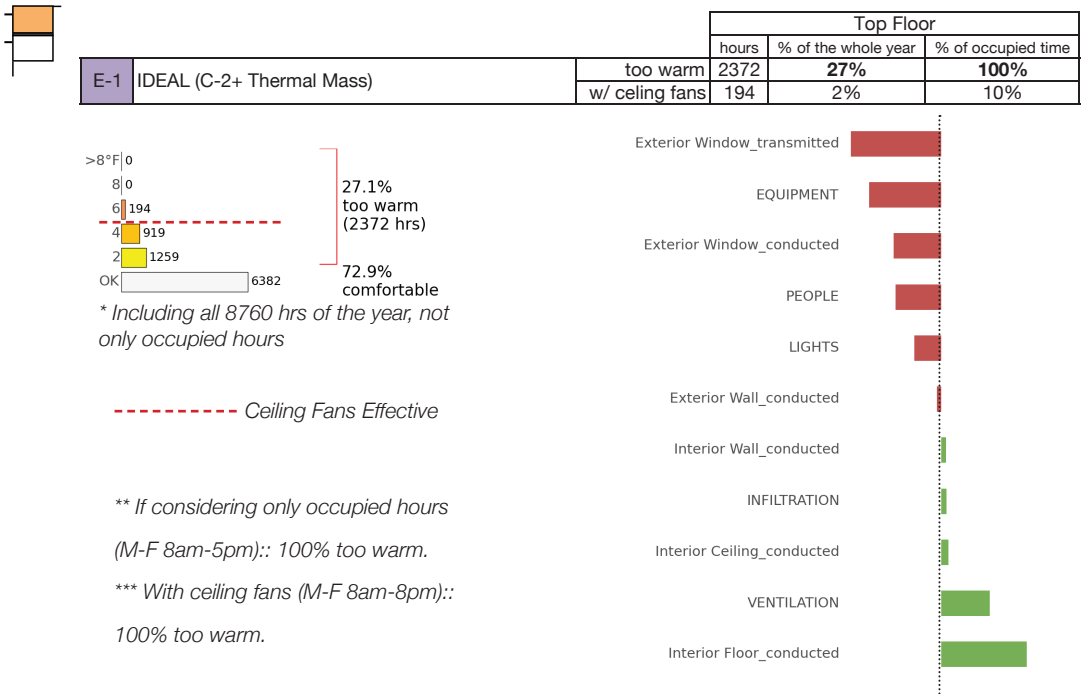 Top Floor
hours % of the whole year % of occupied time
E-1 IDEAL (C-2+ Thermal Mass) too warm 2372 27% 100%
w/ celing fans 194 2% 10%
>8°F 0
8 0
6 194
4 919
2 1259
OK 6382
27.1%
too warm
(2372 hrs)
72.9%
comfortable
* Including all 8760 hrs of the year, not
only occupied hours
Ceiling Fans Effective
** If considering only occupied hours
(M-F 8am-5pm):: 100% too warm.
*** With ceiling fans (M-F 8am-8pm)::
100% too warm.
Exterior Window_transmitted
EQUIPMENT
Exterior Window_conducted
PEOPLE
LIGHTS
Exterior Wall_conducted
Interior Wall_conducted
INFILTRATION
Interior Ceiling_conducted
VENTILATION
Interior Floor_conducted